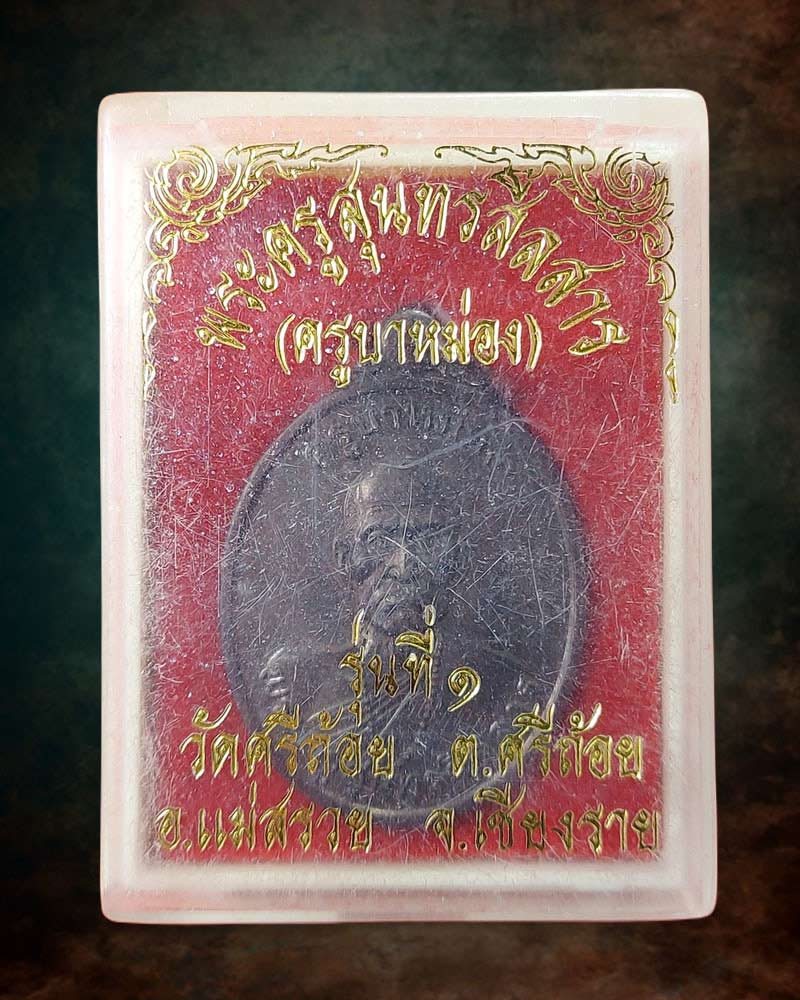 พระครูสุนทรสีลสาร
(ครูบาหม่อง)
รุ่นที่ ๑
วัดศรีถ้อย ต.ศรีถ้อย
อ.แม่สรวย จ.เชียงราย